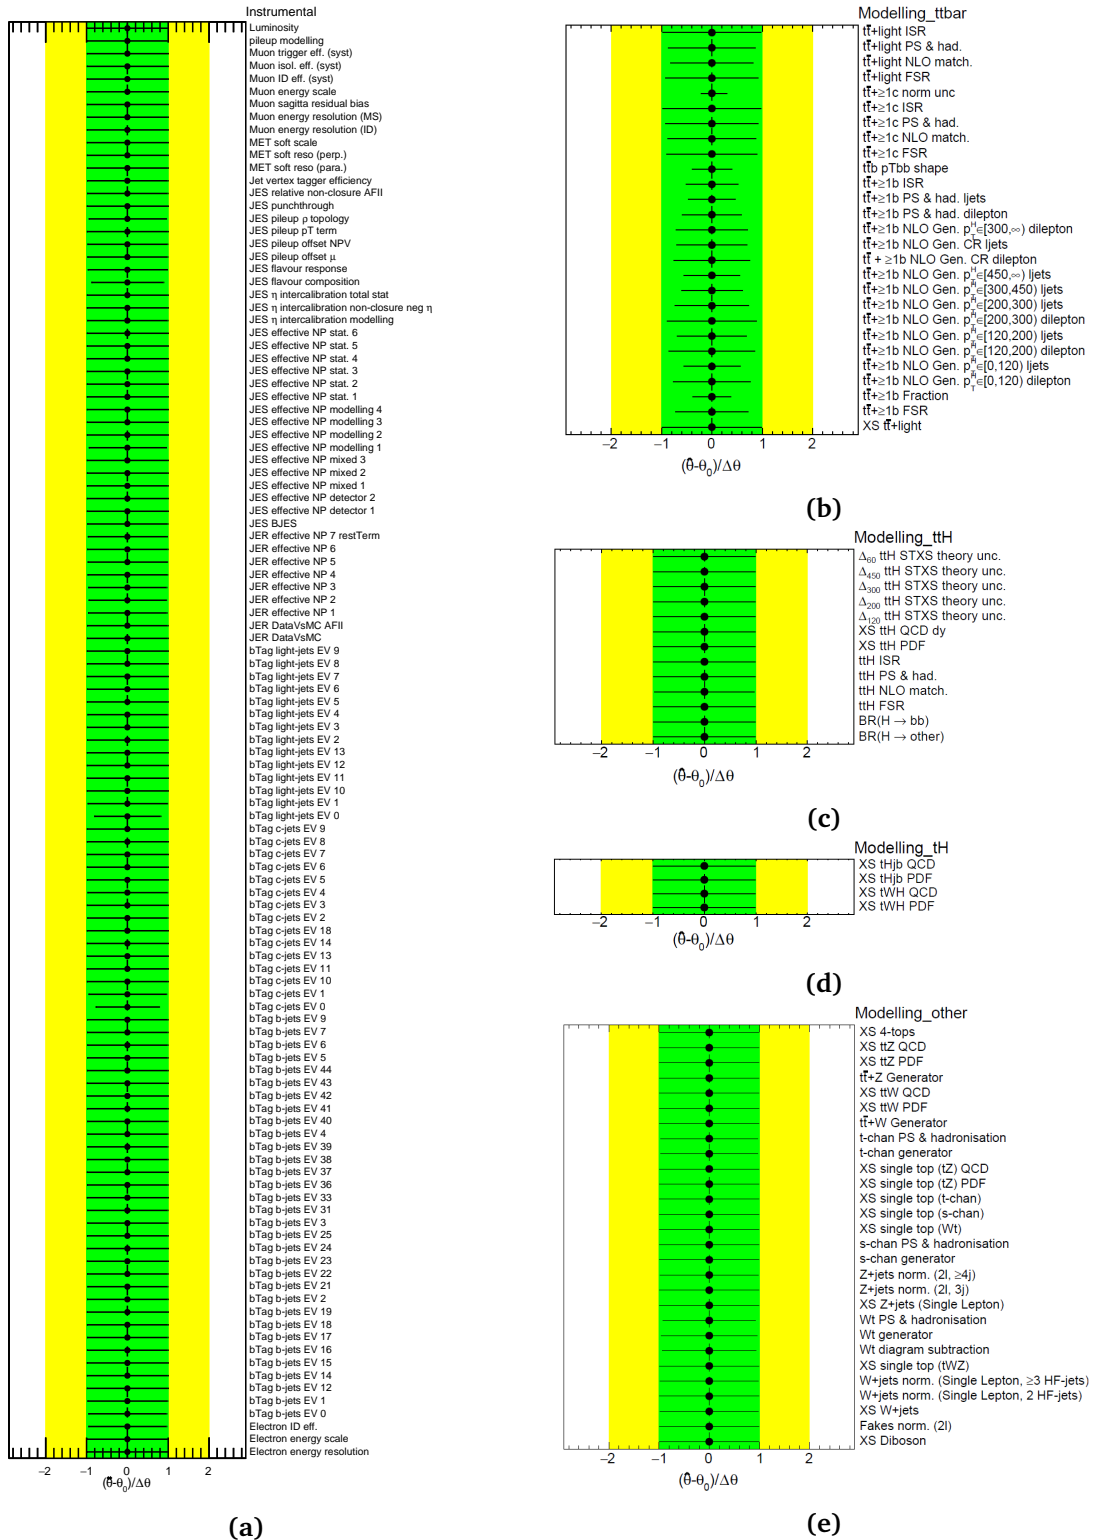 Instrumental
Luminosity
pileup modelling
Muon trigger eff. (syst)
Muon isol. eff. (syst)
Muon ID eff. (syst)
Muon energy scale
Muon sagitta residual bias
Muon energy resolution (MS)
Muon energy resolution (ID)
MET soft scale
MET soft reso (perp.)
MET soft reso (para.)
Jet vertex tagger efficiency
JES relative non-closure AFII
JES punchthrough
JES pileup ρ topology
JES pileup pT term
JES pileup offset NPV
JES pileup offset μ
JES flavour response
JES flavour composition
JES η intercalibration total stat
JES η intercalibration non-closure neg η
JES η intercalibration modelling
JES effective NP stat. 6
JES effective NP stat. 5
JES effective NP stat. 4
JES effective NP stat. 3
JES effective NP stat. 2
JES effective NP stat. 1
JES effective NP modelling 4
JES effective NP modelling 3
JES effective NP modelling 2
JES effective NP modelling 1
JES effective NP mixed 3
JES effective NP mixed 2
JES effective NP mixed 1
JES effective NP detector 2
JES effective NP detector 1
JES BJES
JER effective NP 7 restTerm
JER effective NP 6
JER effective NP 5
JER effective NP 4
JER effective NP 3
JER effective NP 2
JER effective NP 1
JER DataVsMC AFII
JER DataVsMC
bTag light-jets EV 9
bTag light-jets EV 8
bTag light-jets EV 7
bTag light-jets EV 6
bTag light-jets EV 5
bTag light-jets EV 4
bTag light-jets EV 3
bTag light-jets EV 2
bTag light-jets EV 13
bTag light-jets EV 12
bTag light-jets EV 11
bTag light-jets EV 10
bTag light-jets EV 1
bTag light-jets EV 0
bTag c-jets EV 9
bTag c-jets EV 8
bTag c-jets EV 7
bTag c-jets EV 6
bTag c-jets EV 5
bTag c-jets EV 4
bTag c-jets EV 3
bTag c-jets EV 2
bTag c-jets EV 18
bTag c-jets EV 14
bTag c-jets EV 13
bTag c-jets EV 11
bTag c-jets EV 10
bTag c-jets EV 1
bTag c-jets EV 0
bTag b-jets EV 9
bTag b-jets EV 7
bTag b-jets EV 6
bTag b-jets EV 5
bTag b-jets EV 44
bTag b-jets EV 43
bTag b-jets EV 42
bTag b-jets EV 41
bTag b-jets EV 40
bTag b-jets EV 4
bTag b-jets EV 39
bTag b-jets EV 38
bTag b-jets EV 37
bTag b-jets EV 36
bTag b-jets EV 33
bTag b-jets EV 31
bTag b-jets EV 3
bTag b-jets EV 25
bTag b-jets EV 24
bTag b-jets EV 23
bTag b-jets EV 22
bTag b-jets EV 21
bTag b-jets EV 2
bTag b-jets EV 19
bTag b-jets EV 18
bTag b-jets EV 17
bTag b-jets EV 16
bTag b-jets EV 15
bTag b-jets EV 14
bTag b-jets EV 12
bTag b-jets EV 1
bTag b-jets EV 0
Electron ID eff.
Electron energy scale
Electron energy resolution
−2 −1 0 1 2
(θ̂-θ₀)/Δθ
(a)
Modelling_ttbar
tt̄+light ISR
tt̄+light PS & had.
tt̄+light NLO match.
tt̄+light FSR
tt̄+≥1c norm unc
tt̄+≥1c ISR
tt̄+≥1c PS & had.
tt̄+≥1c NLO match.
tt̄+≥1c FSR
tt̄b pTbb shape
tt̄+≥1b ISR
tt̄+≥1b PS & had. ljets
tt̄+≥1b PS & had. dilepton
tt̄+≥1b NLO Gen. p_T^H∈[300,∞) dilepton
tt̄+≥1b NLO Gen. CR ljets
tt̄ + ≥1b NLO Gen. CR dilepton
tt̄+≥1b NLO Gen. p_T^H∈[450,∞) ljets
tt̄+≥1b NLO Gen. p_T^H∈[300,450) ljets
tt̄+≥1b NLO Gen. p_T^H∈[200,300) ljets
tt̄+≥1b NLO Gen. p_T^H∈[200,300) dilepton
tt̄+≥1b NLO Gen. p_T^H∈[120,200) ljets
tt̄+≥1b NLO Gen. p_T^H∈[120,200) dilepton
tt̄+≥1b NLO Gen. p_T^H∈[0,120) ljets
tt̄+≥1b NLO Gen. p_T^H∈[0,120) dilepton
tt̄+≥1b Fraction
tt̄+≥1b FSR
XS tt̄+light
−2 −1 0 1 2
(θ̂-θ₀)/Δθ
(b)
Modelling_ttH
Δ₆₀ ttH STXS theory unc.
Δ₄₅₀ ttH STXS theory unc.
Δ₃₀₀ ttH STXS theory unc.
Δ₂₀₀ ttH STXS theory unc.
Δ₁₂₀ ttH STXS theory unc.
XS ttH QCD dy
XS ttH PDF
ttH ISR
ttH PS & had.
ttH NLO match.
ttH FSR
BR(H → bb)
BR(H → other)
−2 −1 0 1 2
(θ̂-θ₀)/Δθ
(c)
Modelling_tH
XS tHjb QCD
XS tHjb PDF
XS tWH QCD
XS tWH PDF
−2 −1 0 1 2
(θ̂-θ₀)/Δθ
(d)
Modelling_other
XS 4-tops
XS ttZ QCD
XS ttZ PDF
tt̄+Z Generator
XS ttW QCD
XS ttW PDF
tt̄+W Generator
t-chan PS & hadronisation
t-chan generator
XS single top (tZ) QCD
XS single top (tZ) PDF
XS single top (t-chan)
XS single top (s-chan)
XS single top (Wt)
s-chan PS & hadronisation
s-chan generator
Z+jets norm. (2l, ≥4j)
Z+jets norm. (2l, 3j)
XS Z+jets (Single Lepton)
Wt PS & hadronisation
Wt generator
Wt diagram subtraction
XS single top (tWZ)
W+jets norm. (Single Lepton, ≥3 HF-jets)
W+jets norm. (Single Lepton, 2 HF-jets)
XS W+jets
Fakes norm. (2l)
XS Diboson
−2 −1 0 1 2
(θ̂-θ₀)/Δθ
(e)